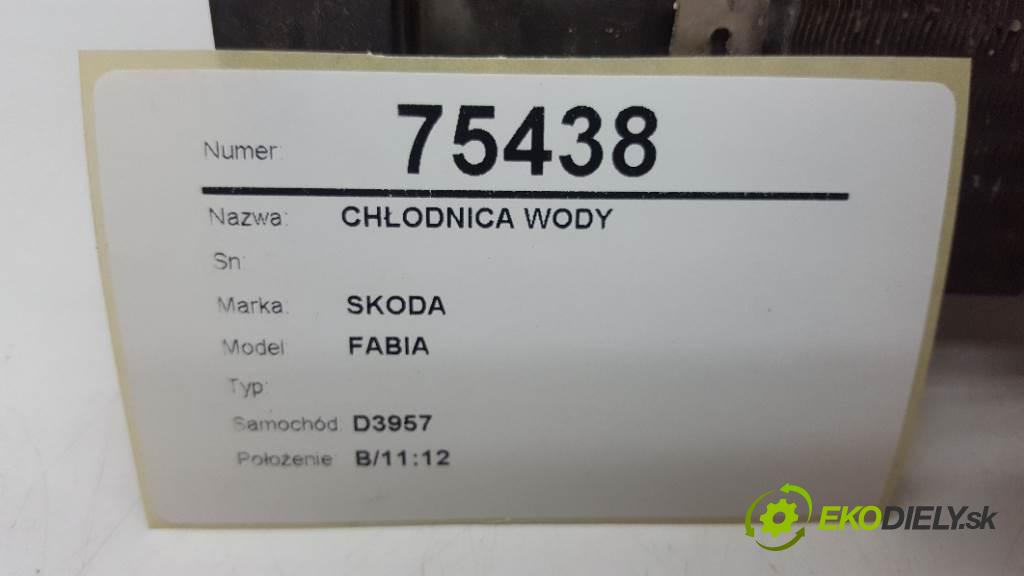 Numer: 75438
Nazwa: CHŁODNICA WODY
Sn:
Marka: SKODA
Model FABIA
Typ:
Samochód: D3957
Położenie: B/11:12
EKODIELY.sk